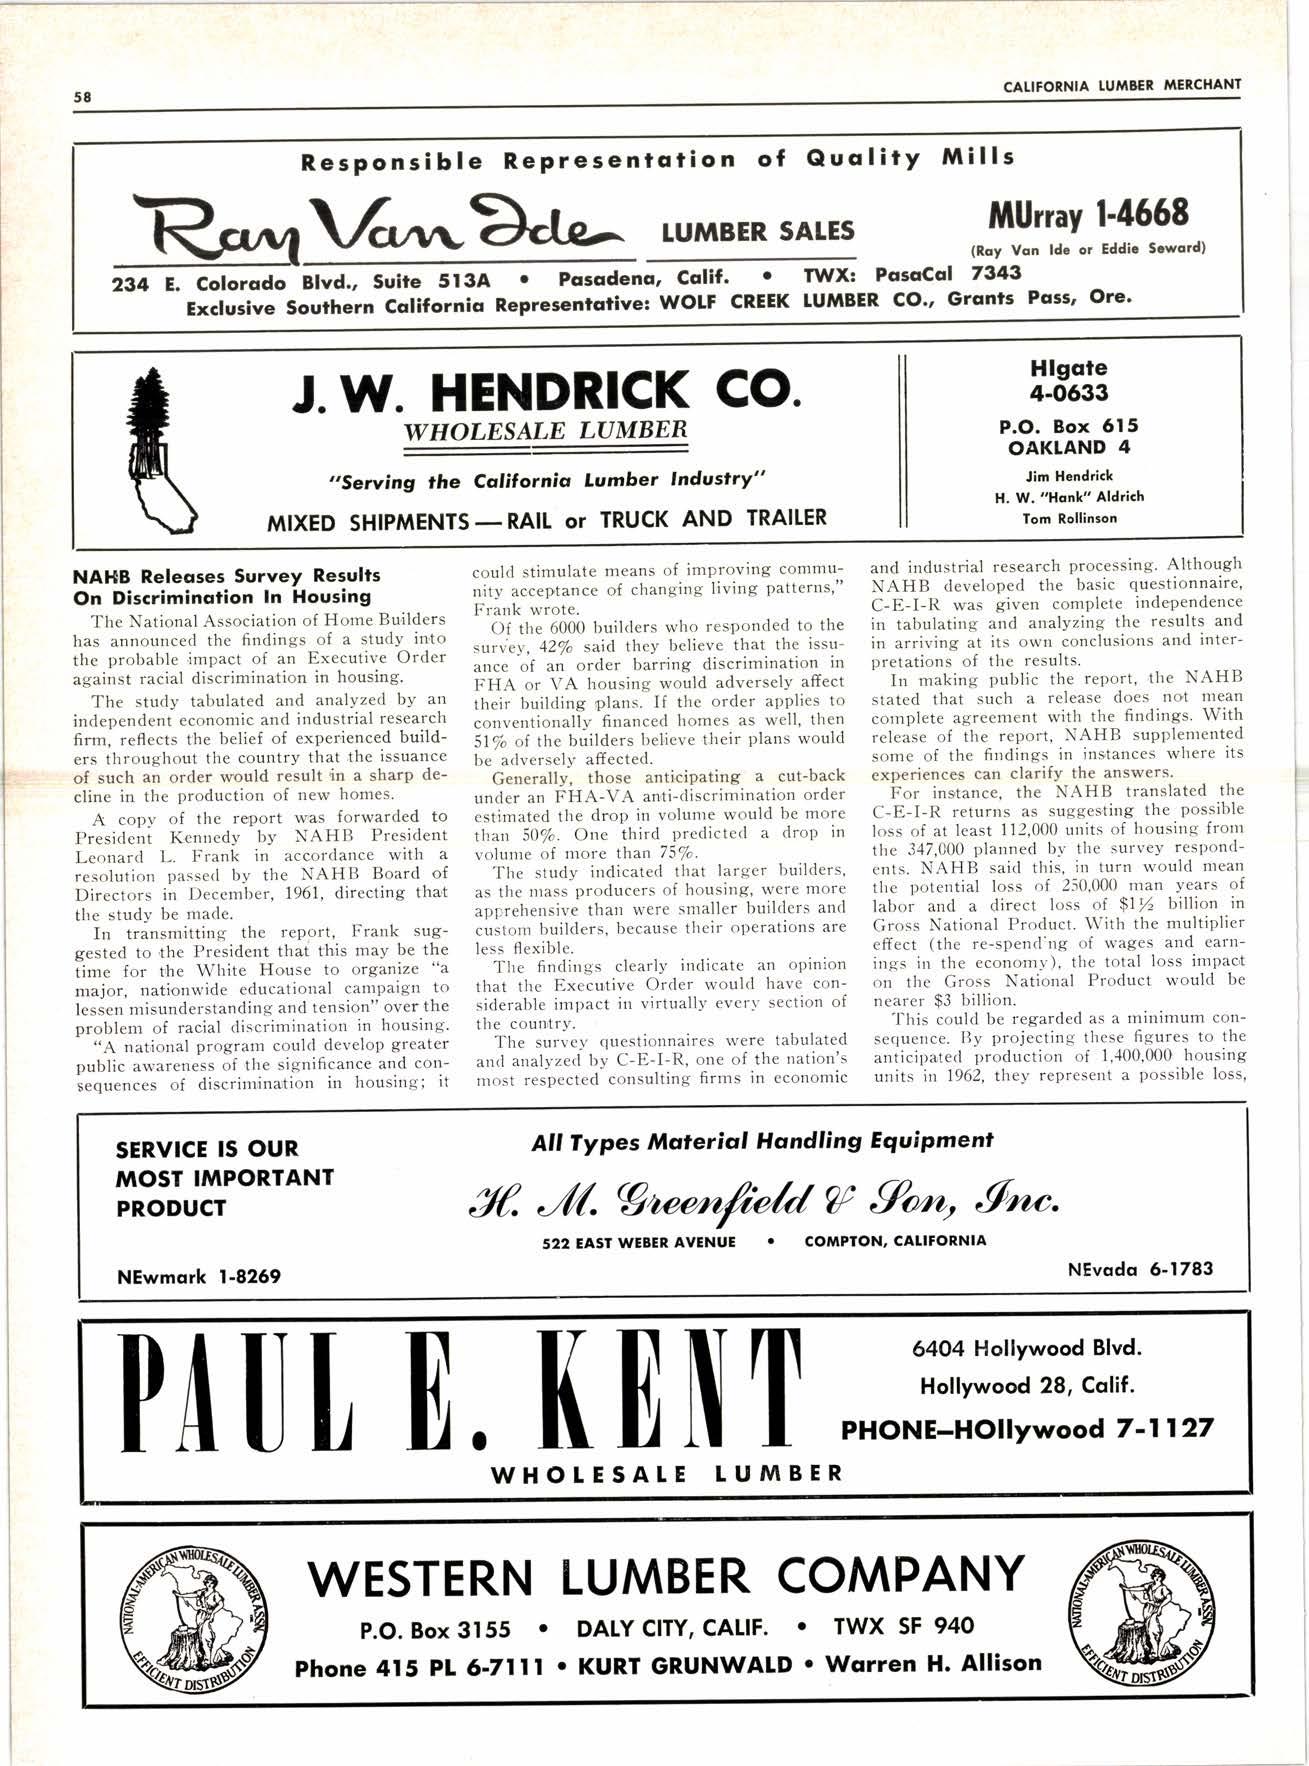 58
CALIFORNIA LUMBER MERCHANT
Responsible Representation of Quality Mills
Ray Van Ide LUMBER SALES
MUrray 1-4668
(Ray Van Ide or Eddie Seward)
234 E. Colorado Blvd., Suite 513A • Pasadena, Calif. • TWX: PasaCal 7343
Exclusive Southern California Representative: WOLF CREEK LUMBER CO., Grants Pass, Ore.
J. W. HENDRICK CO.
WHOLESALE LUMBER
"Serving the California Lumber Industry"
MIXED SHIPMENTS — RAIL or TRUCK AND TRAILER
HIgate
4-0633
P.O. Box 615
OAKLAND 4
Jim Hendrick
H. W. "Hank" Aldrich
Tom Rollinson
NAHB Releases Survey Results
On Discrimination In Housing
The National Association of Home Builders
has announced the findings of a study into
the probable impact of an Executive Order
against racial discrimination in housing.
The study tabulated and analyzed by an
independent economic and industrial research
firm, reflects the belief of experienced build-
ers throughout the country that the issuance
of such an order would result in a sharp de-
cline in the production of new homes.
A copy of the report was forwarded to
President Kennedy by NAHB President
Leonard L. Frank in accordance with a
resolution passed by the NAHB Board of
Directors in December, 1961, directing that
the study be made.
In transmitting the report, Frank sug-
gested to the President that this may be the
time for the White House to organize "a
major, nationwide educational campaign to
lessen misunderstanding and tension" over the
problem of racial discrimination in housing.
"A national program could develop greater
public awareness of the significance and con-
sequences of discrimination in housing; it
could stimulate means of improving commu-
nity acceptance of changing living patterns,"
Frank wrote.
Of the 6000 builders who responded to the
survey, 42% said they believe that the issu-
ance of an order barring discrimination in
FHA or VA housing would adversely affect
their building plans. If the order applies to
conventionally financed homes as well, then
51% of the builders believe their plans would
be adversely affected.
Generally, those anticipating a cut-back
under an FHA-VA anti-discrimination order
estimated the drop in volume would be more
than 50%. One third predicted a drop in
volume of more than 75%.
The study indicated that larger builders,
as the mass producers of housing, were more
apprehensive than were smaller builders and
custom builders, because their operations are
less flexible.
The findings clearly indicate an opinion
that the Executive Order would have con-
siderable impact in virtually every section of
the country.
The survey questionnaires were tabulated
and analyzed by C-E-I-R, one of the nation's
most respected consulting firms in economic
and industrial research processing. Although
NAHB developed the basic questionnaire,
C-E-I-R was given complete independence
in tabulating and analyzing the results and
in arriving at its own conclusions and inter-
pretations of the results.
In making public the report, the NAHB
stated that such a release does not mean
complete agreement with the findings. With
release of the report, NAHB supplemented
some of the findings in instances where its
experiences can clarify the answers.
For instance, the NAHB translated the
C-E-I-R returns as suggesting the possible
loss of at least 112,000 units of housing from
the 347,000 planned by the survey respond-
ents. NAHB said this, in turn would mean
the potential loss of 250,000 man years of
labor and a direct loss of $1½ billion in
Gross National Product. With the multiplier
effect (the re-spend'ng of wages and earn-
ings in the economy), the total loss impact
on the Gross National Product would be
nearer $3 billion.
This could be regarded as a minimum con-
sequence. By projecting these figures to the
anticipated production of 1,400,000 housing
units in 1962, they represent a possible loss,
SERVICE IS OUR
MOST IMPORTANT
PRODUCT
NEwmark 1-8269
All Types Material Handling Equipment
H. M. Greenfield & Son, Inc.
522 EAST WEBER AVENUE • COMPTON, CALIFORNIA
NEvada 6-1783
PAUL E. KENT
WHOLESALE LUMBER
6404 Hollywood Blvd.
Hollywood 28, Calif.
PHONE—HOllywood 7-1127
NATIONAL-AMERICAN WHOLESALE LUMBER ASSN.
EFFICIENT DISTRIBUTION
WESTERN LUMBER COMPANY
P.O. Box 3155 • DALY CITY, CALIF. • TWX SF 940
Phone 415 PL 6-7111 • KURT GRUNWALD • Warren H. Allison
NATIONAL-AMERICAN WHOLESALE LUMBER ASSN.
EFFICIENT DISTRIBUTION